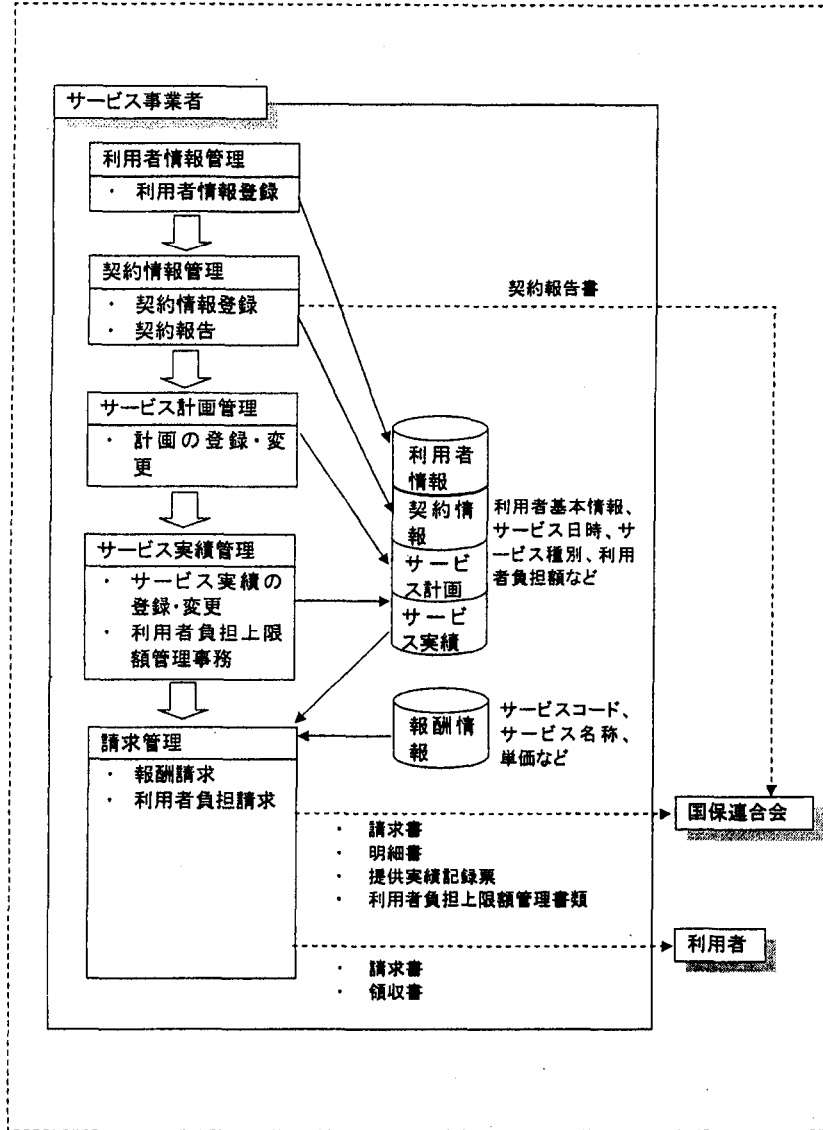 サービス事業者
利用者情報管理
・ 利用者情報登録
契約情報管理
・ 契約情報登録
・ 契約報告
契約報告書
サービス計画管理
・ 計画の登録・変
更
サービス実績管理
・ サービス実績の
登録・変更
・ 利用者負担上限
額管理事務
利用者
情報
契約情
報
サービ
ス計画
サービ
ス実績
利用者基本情報、
サービス日時、サ
ービス種別、利用
者負担額など
報酬情
報
サービスコード、
サービス名称、
単価など
請求管理
・ 報酬請求
・ 利用者負担請求
国保連合会
・ 請求書
・ 明細書
・ 提供実績記録票
・ 利用者負担上限額管理書類
利用者
・ 請求書
・ 領収書